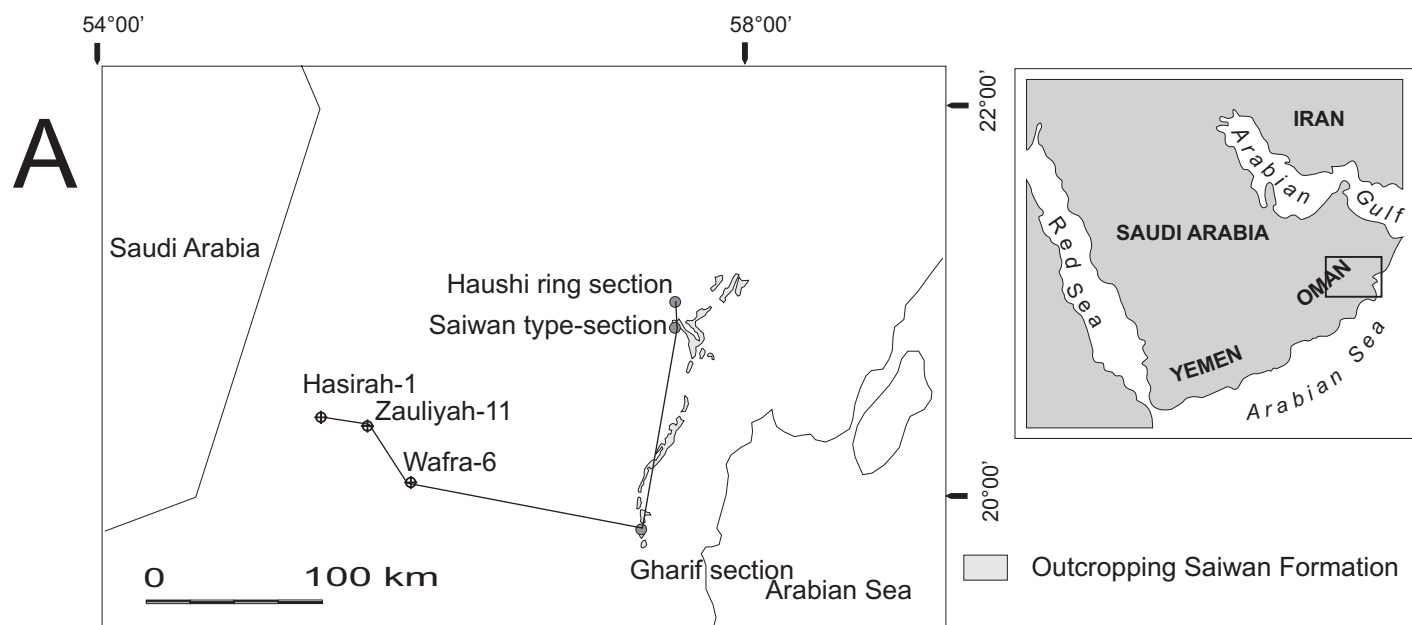 54°00'
58°00'
22°00'
20°00'
A
Saudi Arabia
Haushi ring section
Saiwan type-section
Hasirah-1
Zauliyah-11
Wafra-6
Gharif section
Arabian Sea
0
100 km
IRAN
Arabian Gulf
SAUDI ARABIA
Red Sea
OMAN
YEMEN
Arabian Sea
Outcropping Saiwan Formation